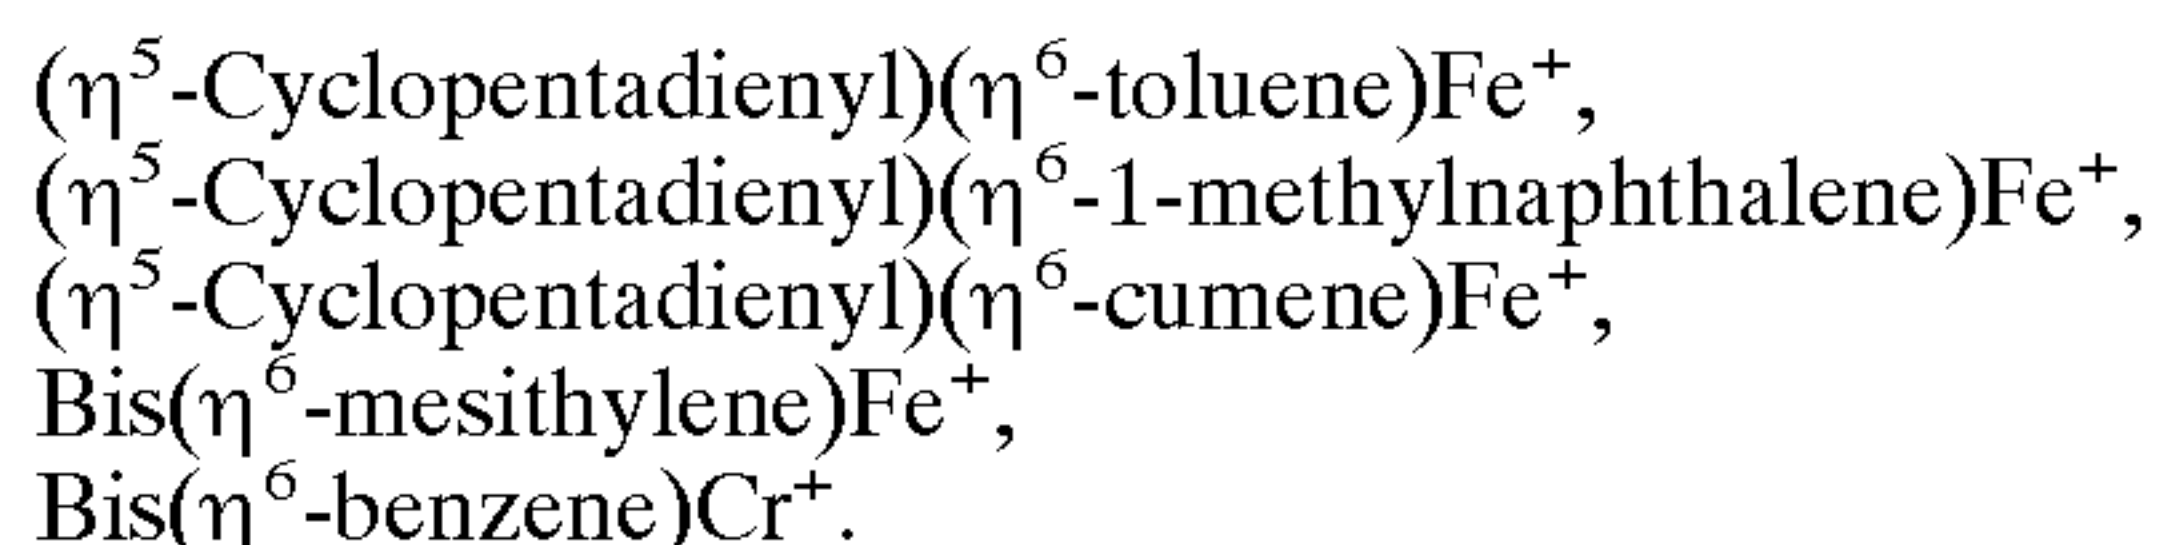 (η⁵-Cyclopentadienyl)(η⁶-toluene)Fe⁺,
(η⁵-Cyclopentadienyl)(η⁶-1-methylnaphthalene)Fe⁺,
(η⁵-Cyclopentadienyl)(η⁶-cumene)Fe⁺,
Bis(η⁶-mesithylene)Fe⁺,
Bis(η⁶-benzene)Cr⁺.